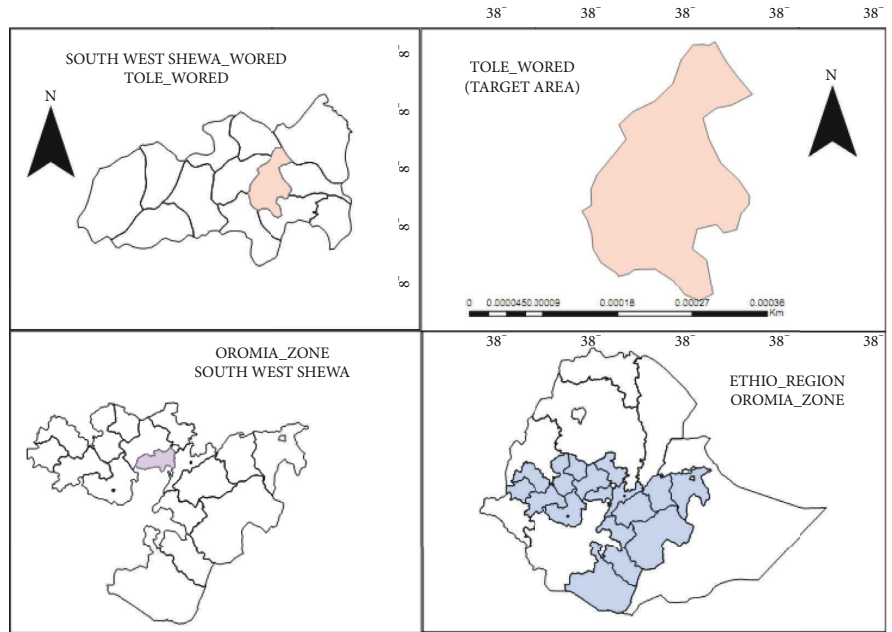 38⁻ 38⁻ 38⁻ 38⁻ 38⁻
SOUTH WEST SHEWA_WORED
TOLE_WORED
N
8⁻
8⁻
8⁻
8⁻
8⁻
TOLE_WORED
(TARGET AREA)
N
0 0.0000450.00009 0.00018 0.00027 0.00036
Km
38⁻ 38⁻ 38⁻ 38⁻ 38⁻
OROMIA_ZONE
SOUTH WEST SHEWA
ETHIO_REGION
OROMIA_ZONE